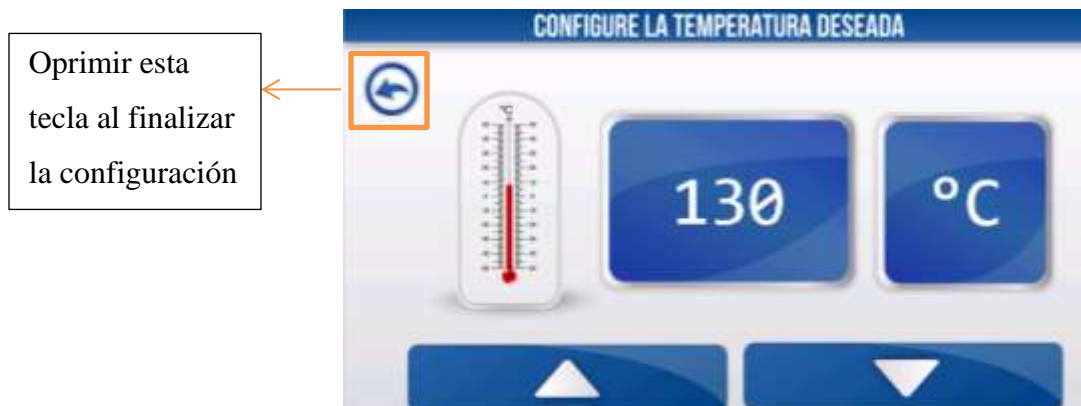 CONFIGURE LA TEMPERATURA DESEADA
Oprimir esta
tecla al finalizar
la configuración
130
°C